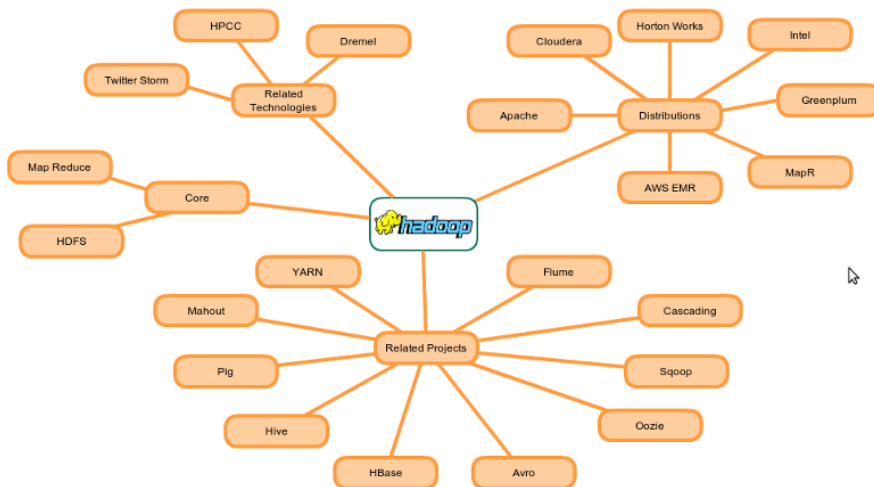 HPCC
Dremel
Twitter Storm
Related
Technologies
Horton Works
Cloudera
Intel
Apache
Distributions
Greenplum
AWS EMR
MapR
Map Reduce
Core
HDFS
hadoop
YARN
Flume
Mahout
Cascading
Related Projects
Pig
Sqoop
Hive
Oozie
HBase
Avro